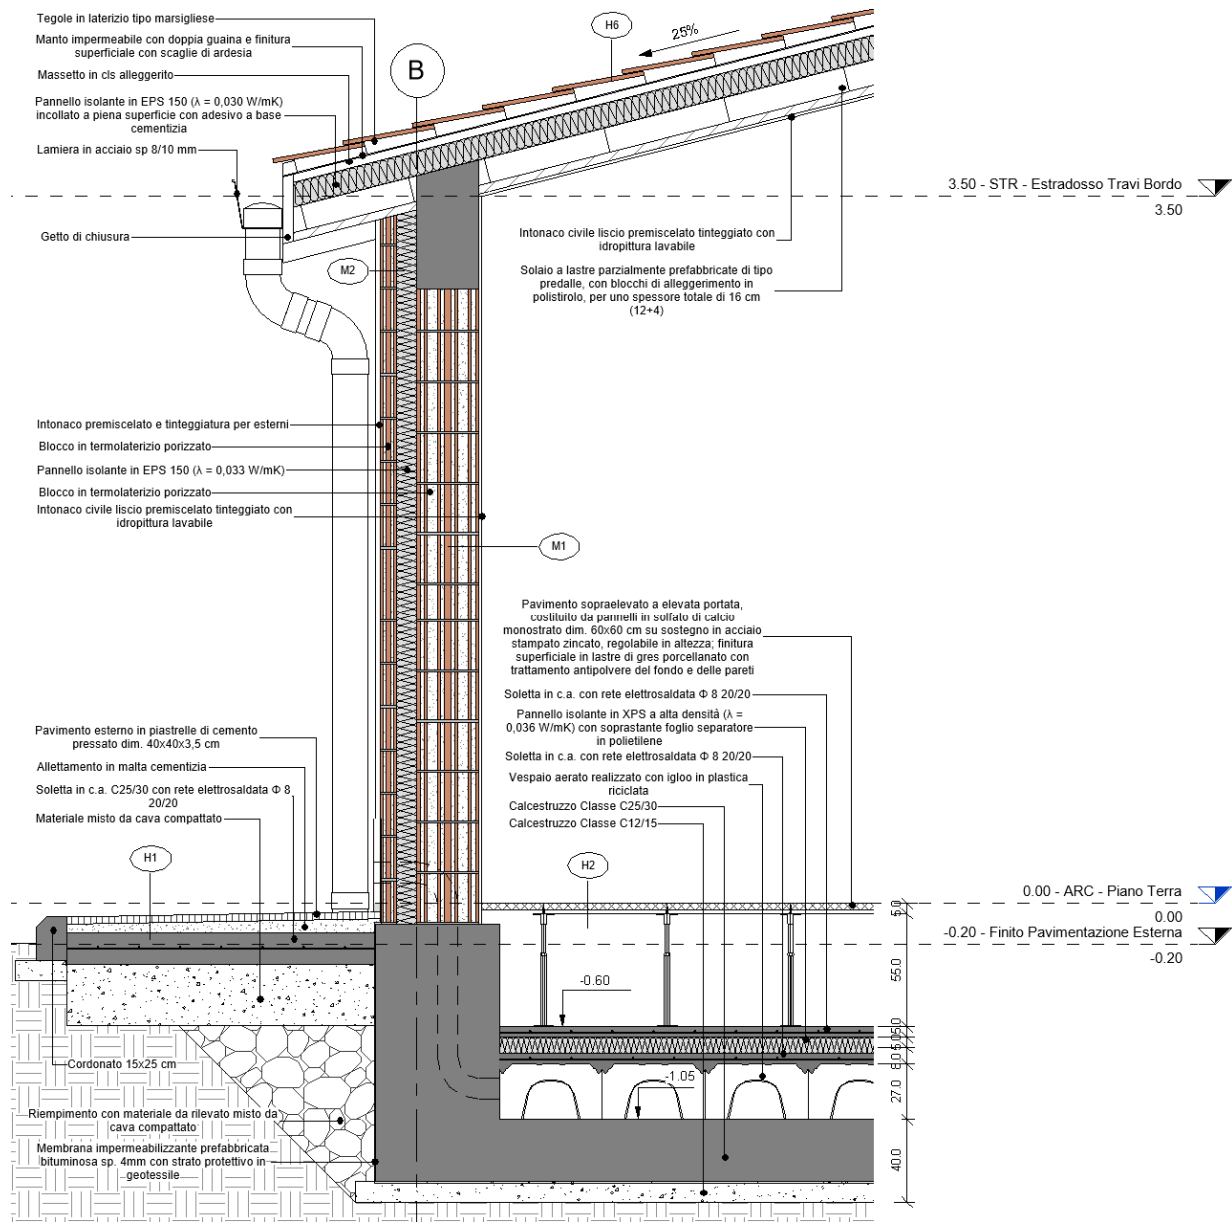 Tegole in laterizio tipo marsigliese
Manto impermeabile con doppia guaina e finitura
superficiale con scaglie di ardesia
Massetto in cls alleggerito
Pannello isolante in EPS 150 (λ = 0,030 W/mK)
incollato a piena superficie con adesivo a base
cementizia
Lamiera in acciaio sp 8/10 mm
Getto di chiusura
B
H6
25%
3.50 - STR - Estradosso Travi Bordo
3.50
Intonaco civile liscio premiscelato tinteggiato con
idropittura lavabile
Solaio a lastre parzialmente prefabbricate di tipo
predalle, con blocchi di alleggerimento in
polistirolo, per uno spessore totale di 16 cm
(12+4)
M2
Intonaco premiscelato e tinteggiatura per esterni
Blocco in termolaterizio porizzato
Pannello isolante in EPS 150 (λ = 0,033 W/mK)
Blocco in termolaterizio porizzato
Intonaco civile liscio premiscelato tinteggiato con
idropittura lavabile
M1
Pavimento sopraelevato a elevata portata,
costituito da pannelli in solfato di calcio
monostrato dim. 60x60 cm su sostegno in acciaio
stampato zincato, regolabile in altezza; finitura
superficiale in lastre di gres porcellanato con
trattamento antipolvere del fondo e delle pareti
Soletta in c.a. con rete elettrosaldata Φ 8 20/20
Pannello isolante in XPS a alta densità (λ =
0,036 W/mK) con soprastante foglio separatore
in polietilene
Soletta in c.a. con rete elettrosaldata Φ 8 20/20
Vespaio aerato realizzato con igloo in plastica
riciclata
Calcestruzzo Classe C25/30
Calcestruzzo Classe C12/15
Pavimento esterno in piastrelle di cemento
pressato dim. 40x40x3,5 cm
Allettamento in malta cementizia
Soletta in c.a. C25/30 con rete elettrosaldata Φ 8
20/20
Materiale misto da cava compattato
H1
H2
0.00 - ARC - Piano Terra
0.00
-0.20 - Finito Pavimentazione Esterna
-0.20
-0.60
-1.05
55.0
27.0
40.0
Cordonato 15x25 cm
Riempimento con materiale da rilevato misto da
cava compattato
Membrana impermeabilizzante prefabbricata
bituminosa sp. 4mm con strato protettivo in
geotessile